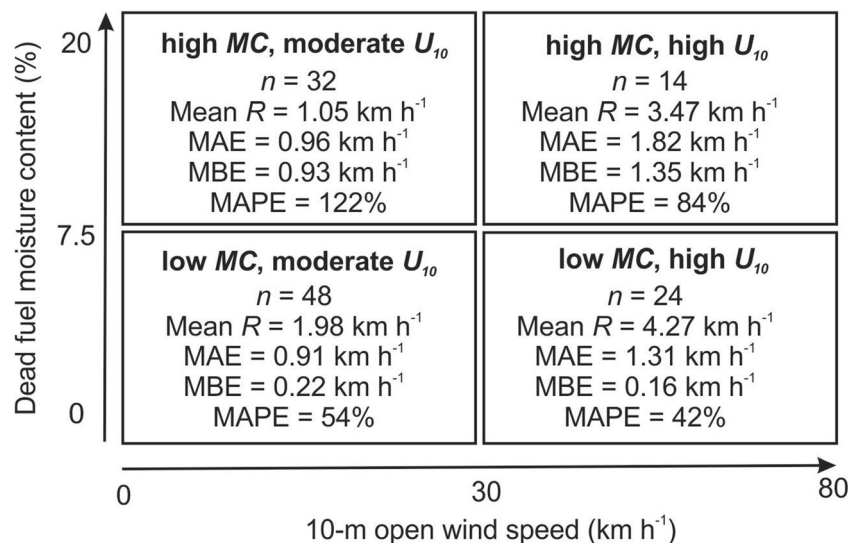 Dead fuel moisture content (%)
20
7.5
0
high MC, moderate U₁₀
n = 32
Mean R = 1.05 km h⁻¹
MAE = 0.96 km h⁻¹
MBE = 0.93 km h⁻¹
MAPE = 122%
high MC, high U₁₀
n = 14
Mean R = 3.47 km h⁻¹
MAE = 1.82 km h⁻¹
MBE = 1.35 km h⁻¹
MAPE = 84%
low MC, moderate U₁₀
n = 48
Mean R = 1.98 km h⁻¹
MAE = 0.91 km h⁻¹
MBE = 0.22 km h⁻¹
MAPE = 54%
low MC, high U₁₀
n = 24
Mean R = 4.27 km h⁻¹
MAE = 1.31 km h⁻¹
MBE = 0.16 km h⁻¹
MAPE = 42%
0
30
80
10-m open wind speed (km h⁻¹)